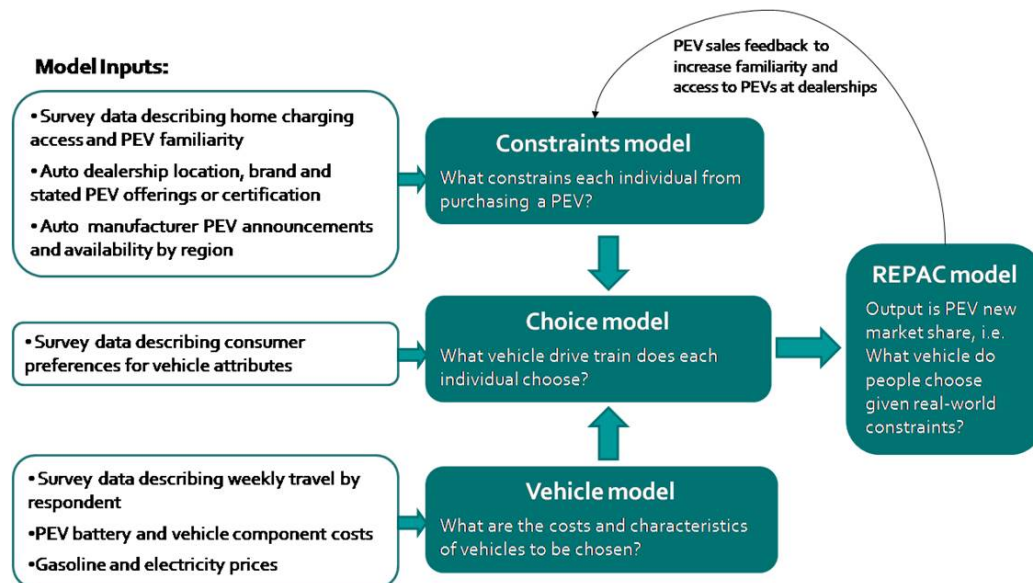 PEV sales feedback to
increase familiarity and
access to PEVs at dealerships
Model Inputs:
•Survey data describing home charging
access and PEV familiarity
•Auto dealership location, brand and
stated PEV offerings or certification
•Auto manufacturer PEV announcements
and availability by region
Constraints model
What constrains each individual from
purchasing a PEV?
•Survey data describing consumer
preferences for vehicle attributes
Choice model
What vehicle drive train does each
individual choose?
REPAC model
Output is PEV new
market share, i.e.
What vehicle do
people choose
given real-world
constraints?
•Survey data describing weekly travel by
respondent
•PEV battery and vehicle component costs
•Gasoline and electricity prices
Vehicle model
What are the costs and characteristics
of vehicles to be chosen?